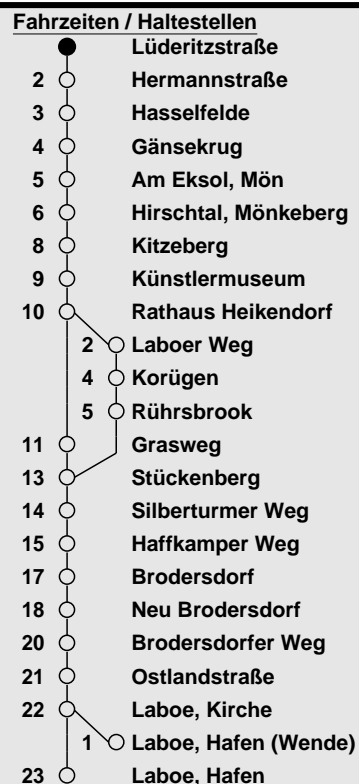 Fahrzeiten / Haltestellen
Lüderitzstraße
2 Hermannstraße
3 Hasselfelde
4 Gänsekrug
5 Am Eksol, Mön
6 Hirschtal, Mönkeberg
8 Kitzeberg
9 Künstlermuseum
10 Rathaus Heikendorf
2 Laboer Weg
4 Korügen
5 Rührsbrook
11 Grasweg
13 Stückenberg
14 Silberturmer Weg
15 Haffkamper Weg
17 Brodersdorf
18 Neu Brodersdorf
20 Brodersdorfer Weg
21 Ostlandstraße
22 Laboe, Kirche
1 Laboe, Hafen (Wende)
23 Laboe, Hafen